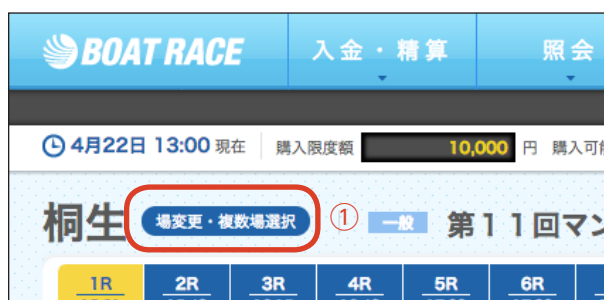 BOAT RACE 入金・精算 照会
4月22日 13:00 現在 購入限度額 10,000 円 購入可
桐生 場変更・複数場選択 ① 一般 第11回マン
1R 2R 3R 4R 5R 6R